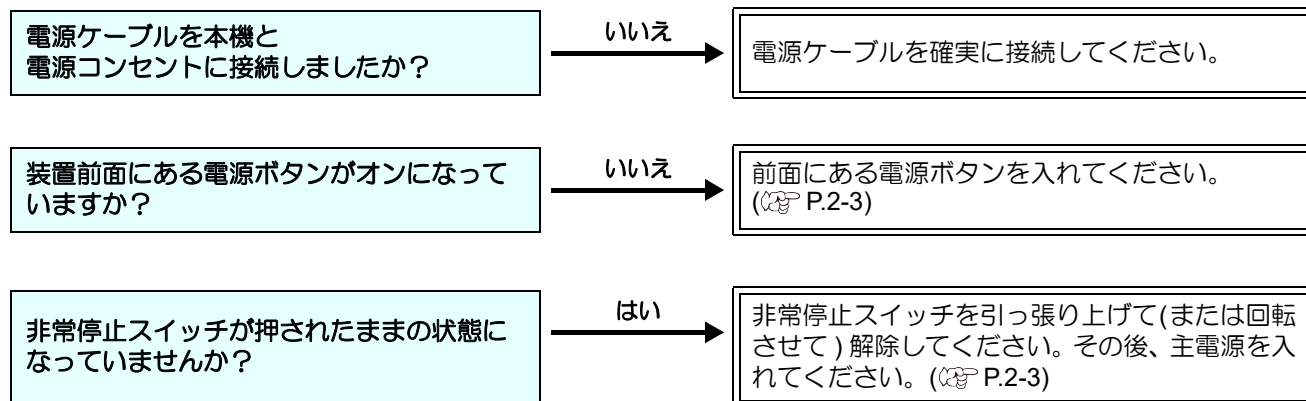 電源ケーブルを本機と
電源コンセントに接続しましたか？
いいえ
電源ケーブルを確実に接続してください。
装置前面にある電源ボタンがオンになって
いますか？
いいえ
前面にある電源ボタンを入れてください。
(☞ P.2-3)
非常停止スイッチが押されたままの状態に
なっていませんか？
はい
非常停止スイッチを引っ張り上げて(または回転
させて ) 解除してください。その後、主電源を入
れてください。(☞ P.2-3)